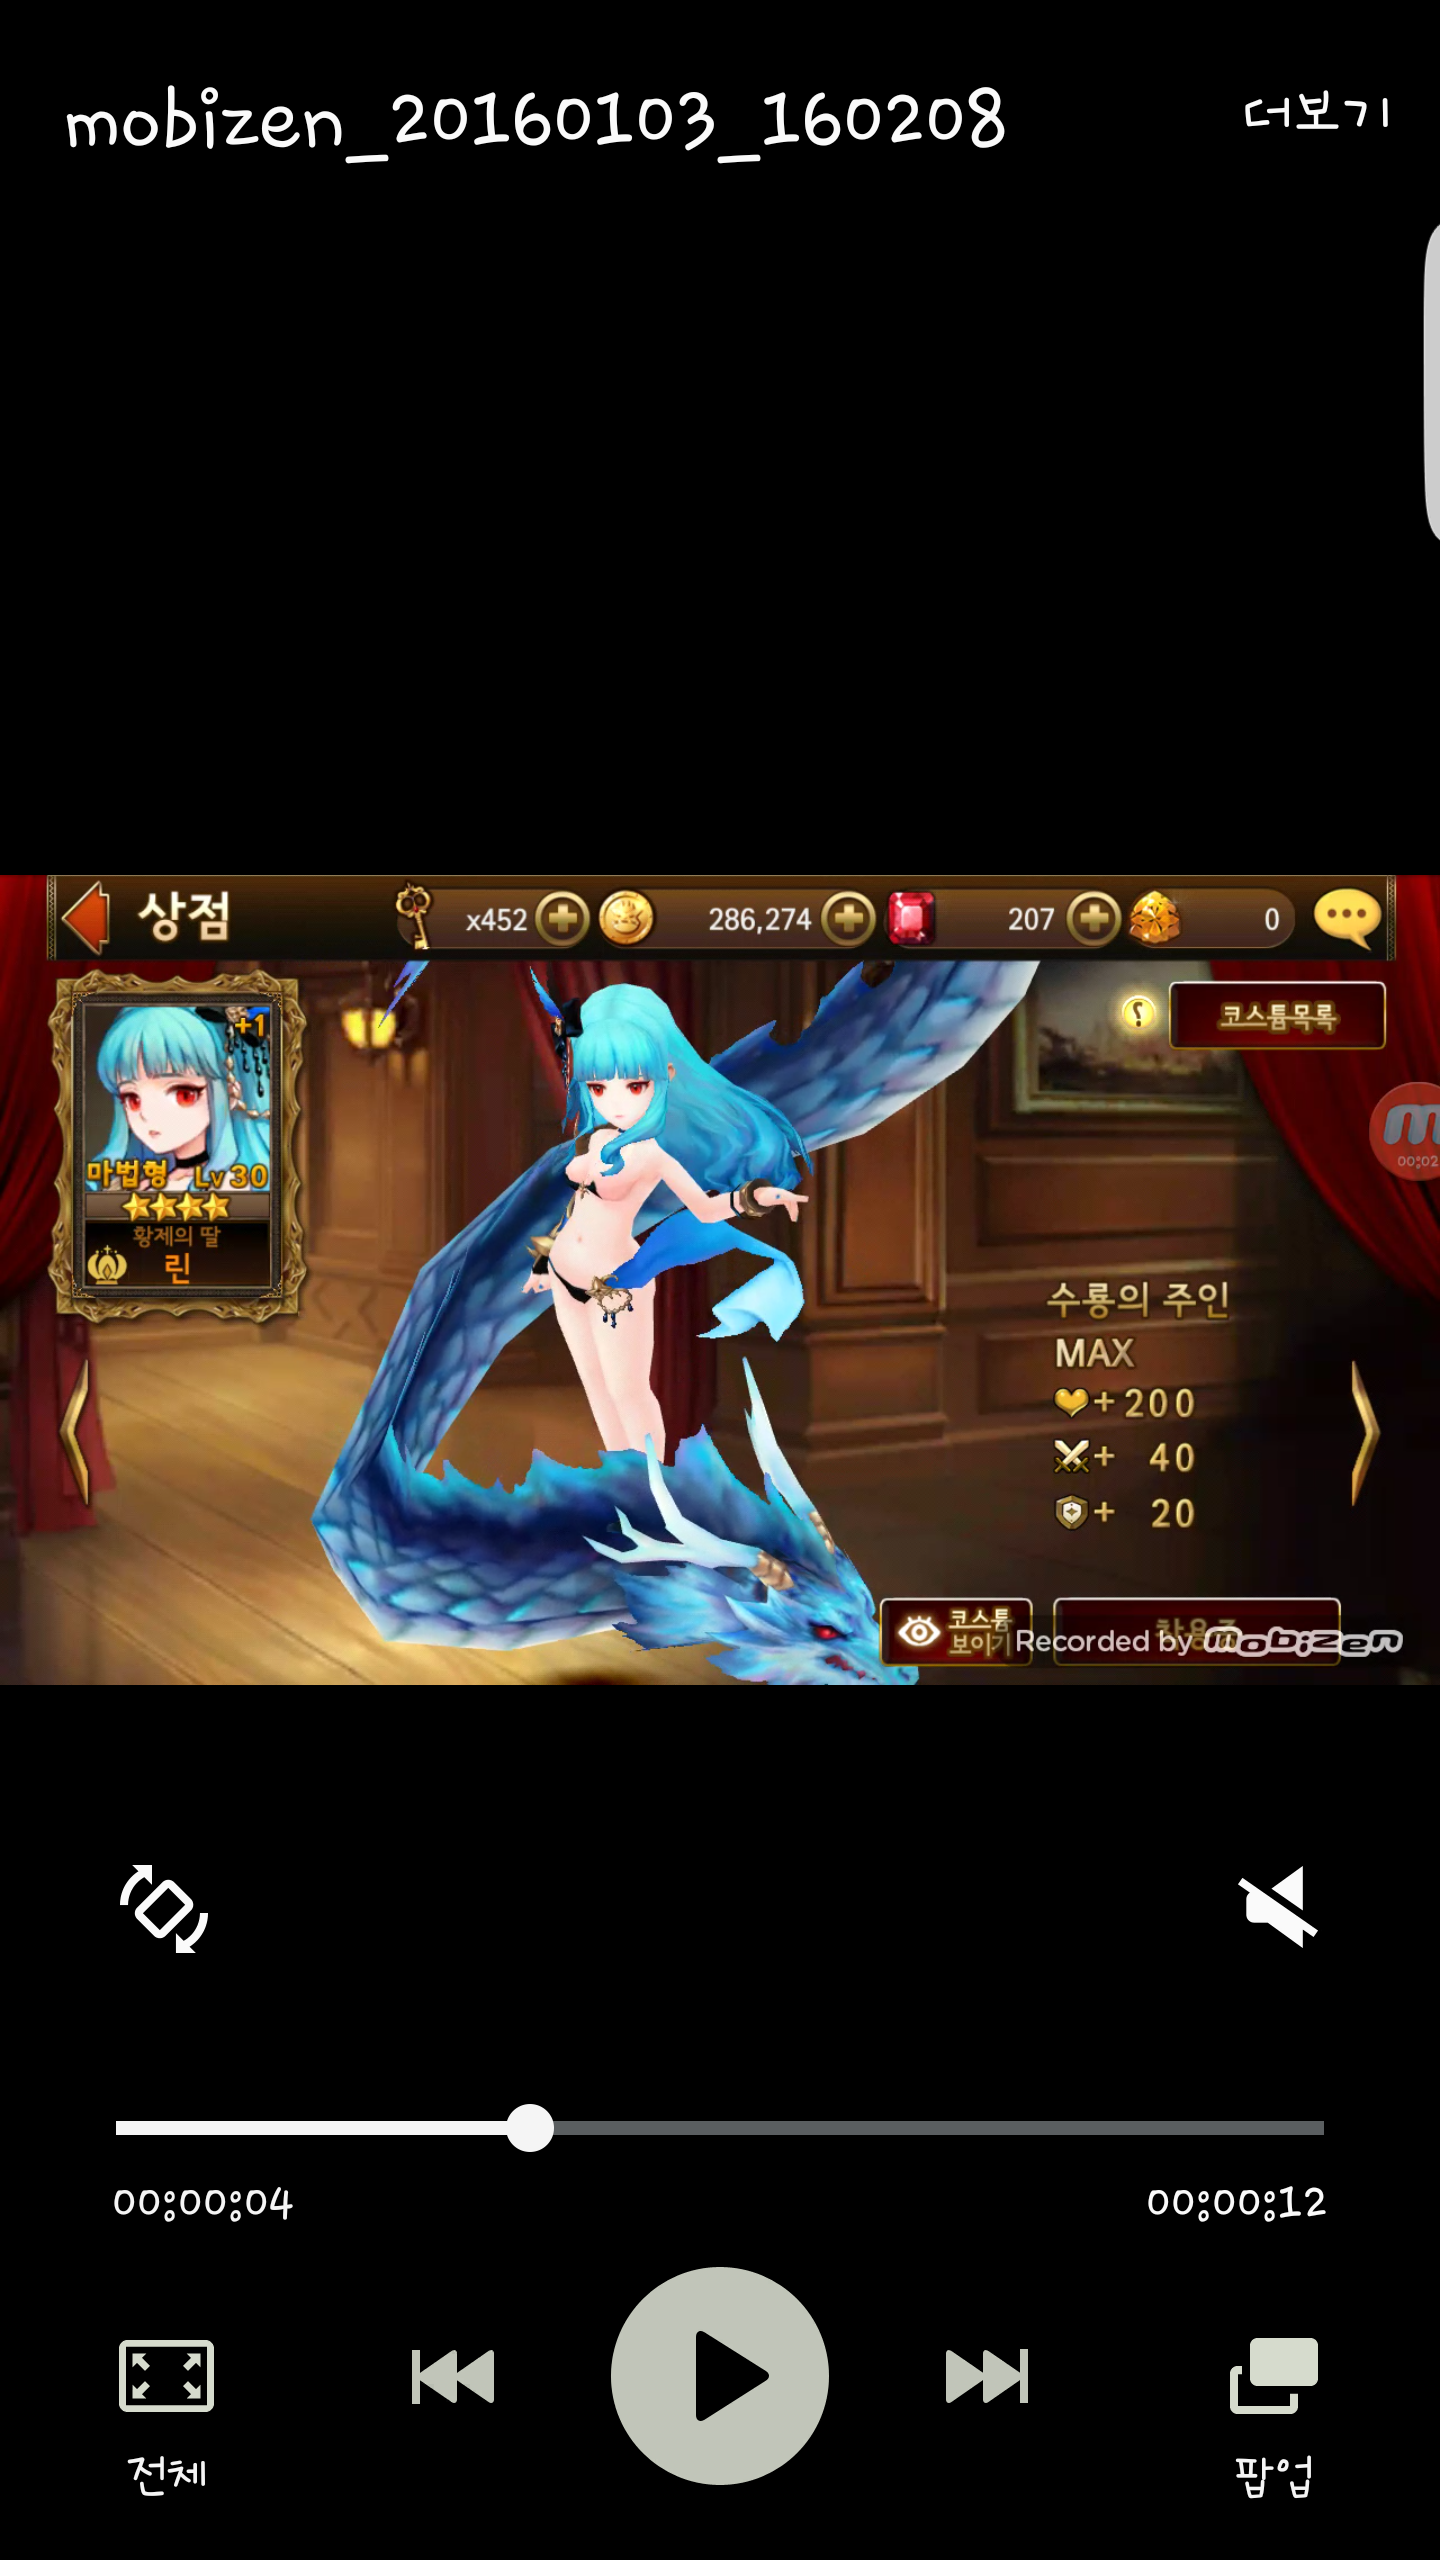 mobizen_20160103_160208
더보기
상점
x452
286,274
207
0
+1
코스튬목록
마법형 Lv30
황제의 딸
린
00:02
수룡의 주인
MAX
+200
+ 40
+ 20
코스튬
보이기
Recorded by mobizen
00:00:04
00:00:12
전체
팝업